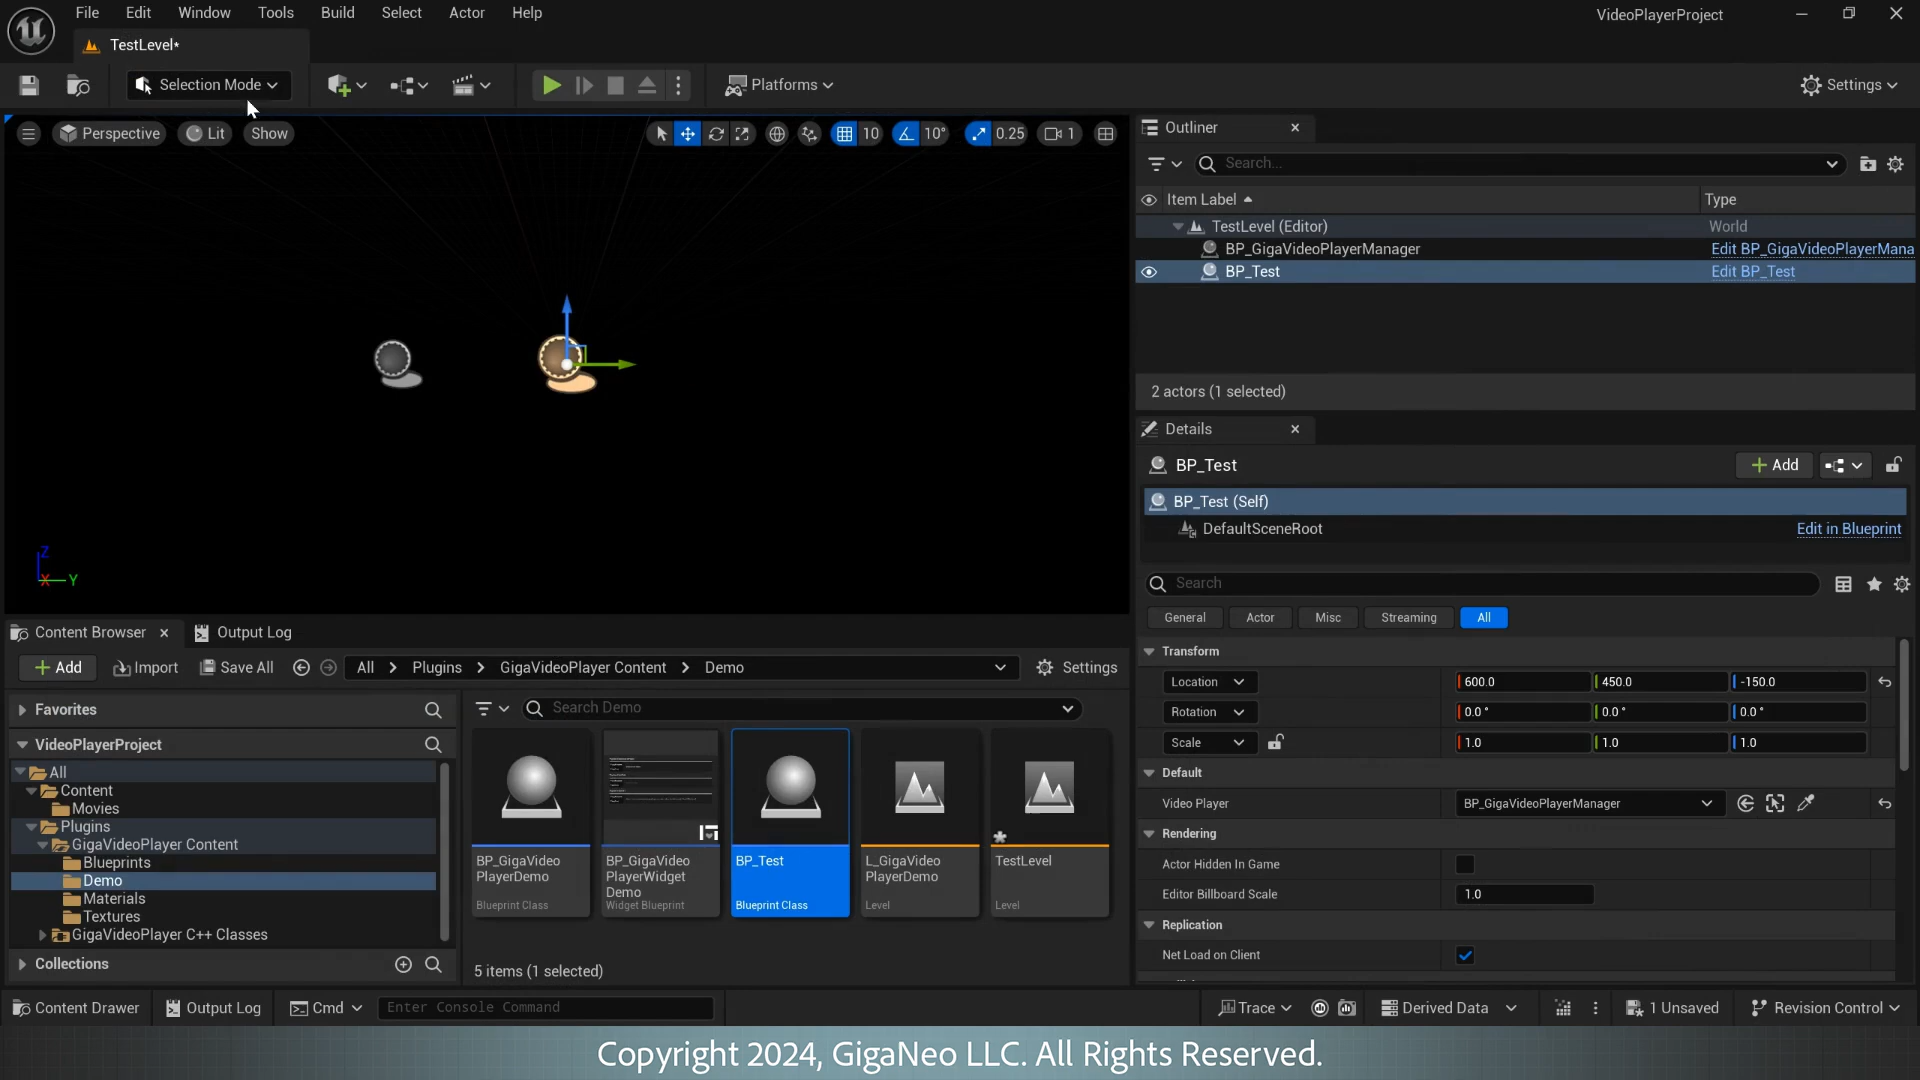 File Edit Window Tools Build Select Actor Help
VideoPlayerProject
TestLevel*
Selection Mode
Platforms
Settings
Perspective Lit Show
10 10° 0.25 1
Z
X Y
Outliner
Search...
Item Label Type
TestLevel (Editor) World
BP_GigaVideoPlayerManager Edit BP_GigaVideoPlayerMana
BP_Test Edit BP_Test
2 actors (1 selected)
Details
BP_Test
Add
BP_Test (Self)
DefaultSceneRoot Edit in Blueprint
Search
General Actor Misc Streaming All
Transform
Location 600.0 450.0 -150.0
Rotation 0.0 ° 0.0 ° 0.0 °
Scale 1.0 1.0 1.0
Default
Video Player BP_GigaVideoPlayerManager
Rendering
Actor Hidden In Game
Editor Billboard Scale 1.0
Replication
Net Load on Client
Content Browser Output Log
Add Import Save All All > Plugins > GigaVideoPlayer Content > Demo Settings
Favorites
VideoPlayerProject
All
Content
Movies
Plugins
GigaVideoPlayer Content
Blueprints
Demo
Materials
Textures
GigaVideoPlayer C++ Classes
Collections
Search Demo
BP_GigaVideo
PlayerDemo
Blueprint Class
BP_GigaVideo
PlayerWidget
Demo
Widget Blueprint
BP_Test
Blueprint Class
L_GigaVideo
PlayerDemo
Level
TestLevel
Level
5 items (1 selected)
Content Drawer Output Log Cmd Enter Console Command Trace Derived Data 1 Unsaved Revision Control
Copyright 2024, GigaNeo LLC. All Rights Reserved.